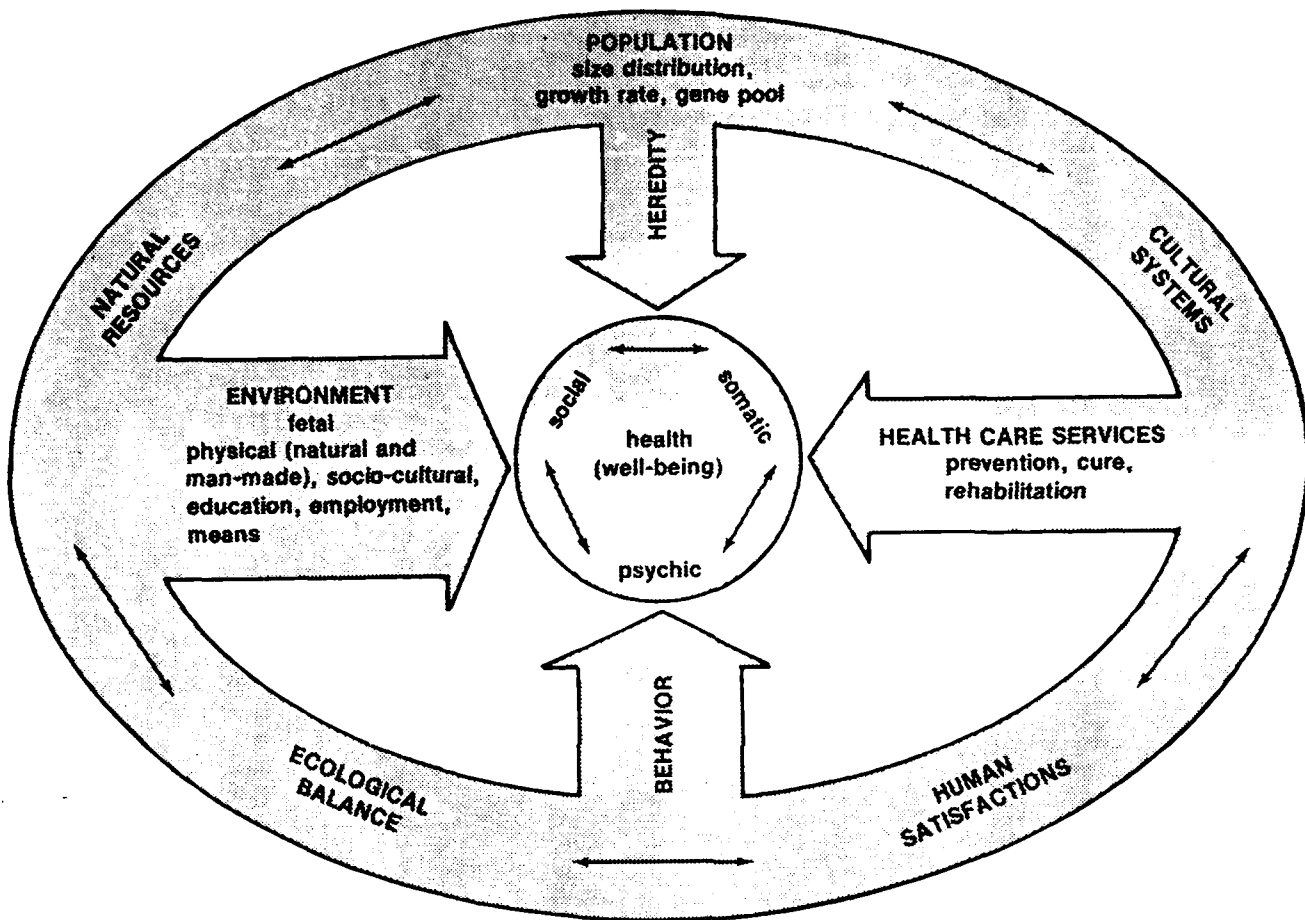 POPULATION
size distribution,
growth rate, gene pool
HEREDITY
NATURAL
RESOURCES
CULTURAL
SYSTEMS
ENVIRONMENT
fetal
physical (natural and
man-made), socio-cultural,
education, employment,
means
social
somatic
health
(well-being)
psychic
HEALTH CARE SERVICES
prevention, cure,
rehabilitation
BEHAVIOR
ECOLOGICAL
BALANCE
HUMAN
SATISFACTIONS